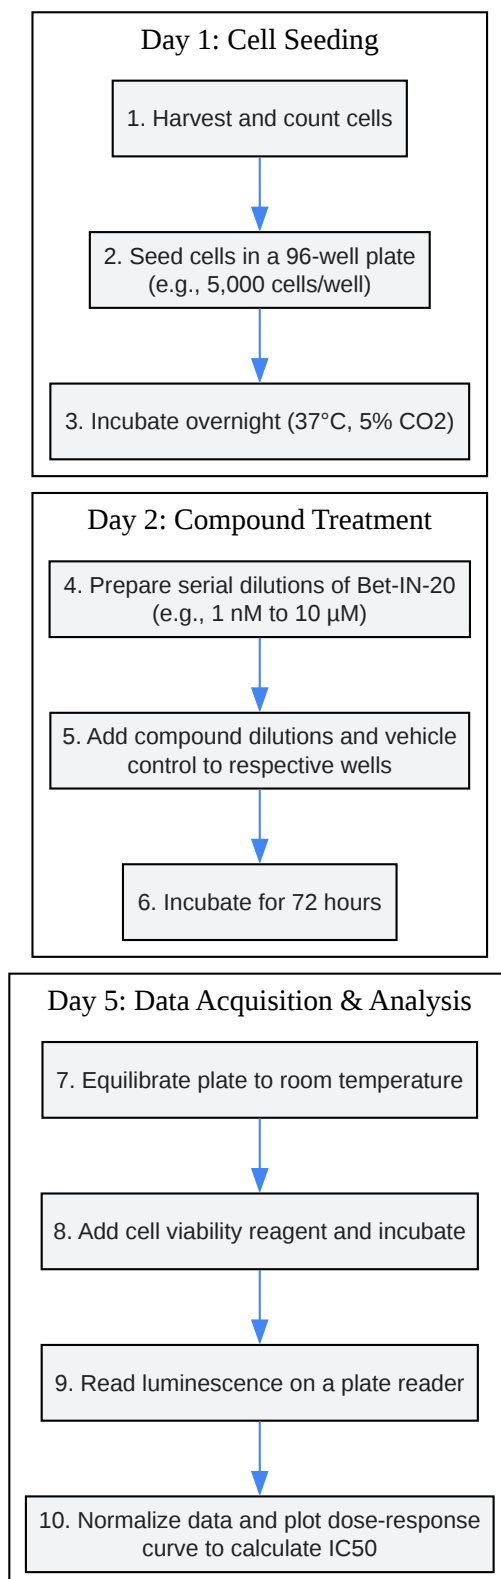 Day 1: Cell Seeding
1. Harvest and count cells
2. Seed cells in a 96-well plate
(e.g., 5,000 cells/well)
3. Incubate overnight (37°C, 5% CO2)
Day 2: Compound Treatment
4. Prepare serial dilutions of Bet-IN-20
(e.g., 1 nM to 10 µM)
5. Add compound dilutions and vehicle
control to respective wells
6. Incubate for 72 hours
Day 5: Data Acquisition & Analysis
7. Equilibrate plate to room temperature
8. Add cell viability reagent and incubate
9. Read luminescence on a plate reader
10. Normalize data and plot dose-response
curve to calculate IC50